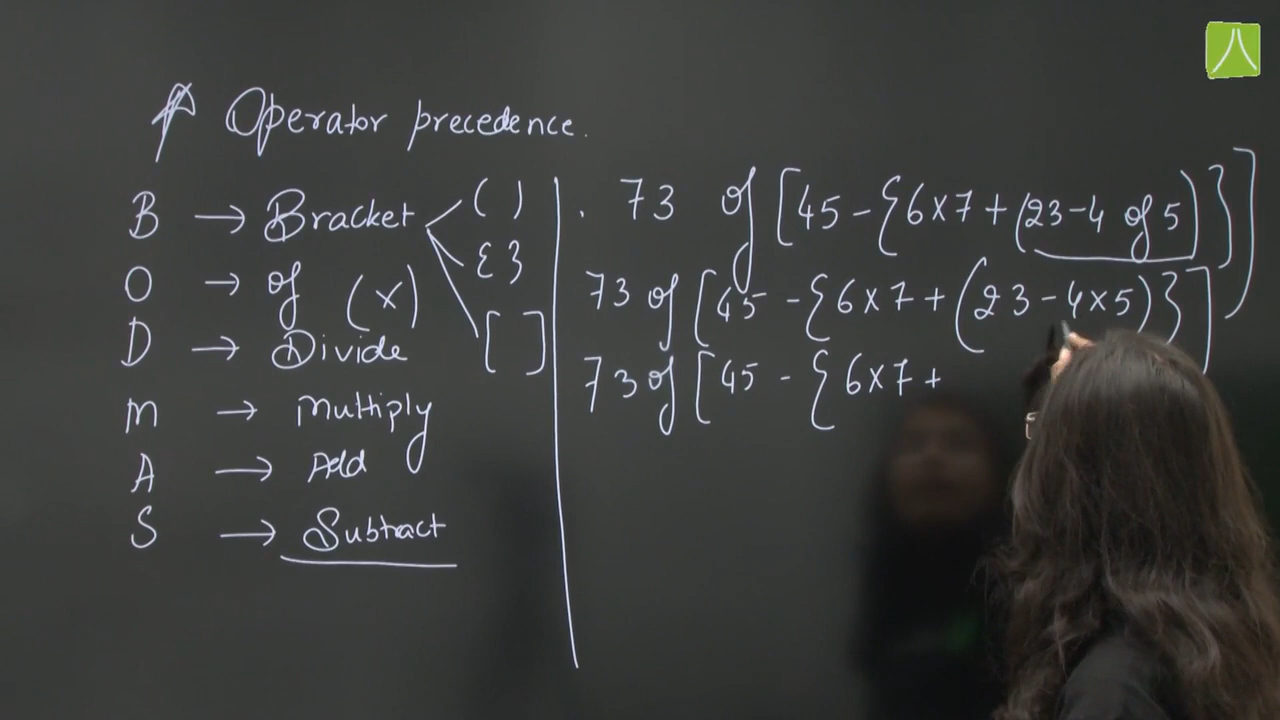 Operator precedence.
B → Bracket ( )
{ }
[ ]
O → of (×)
D → Divide
M → Multiply
A → Add
S → Subtract
. 73 of [45 - {6×7 + (23-4 of 5)}]
73 of [45 - {6×7 + (23 - 4×5)}]
73 of [45 - {6×7 +